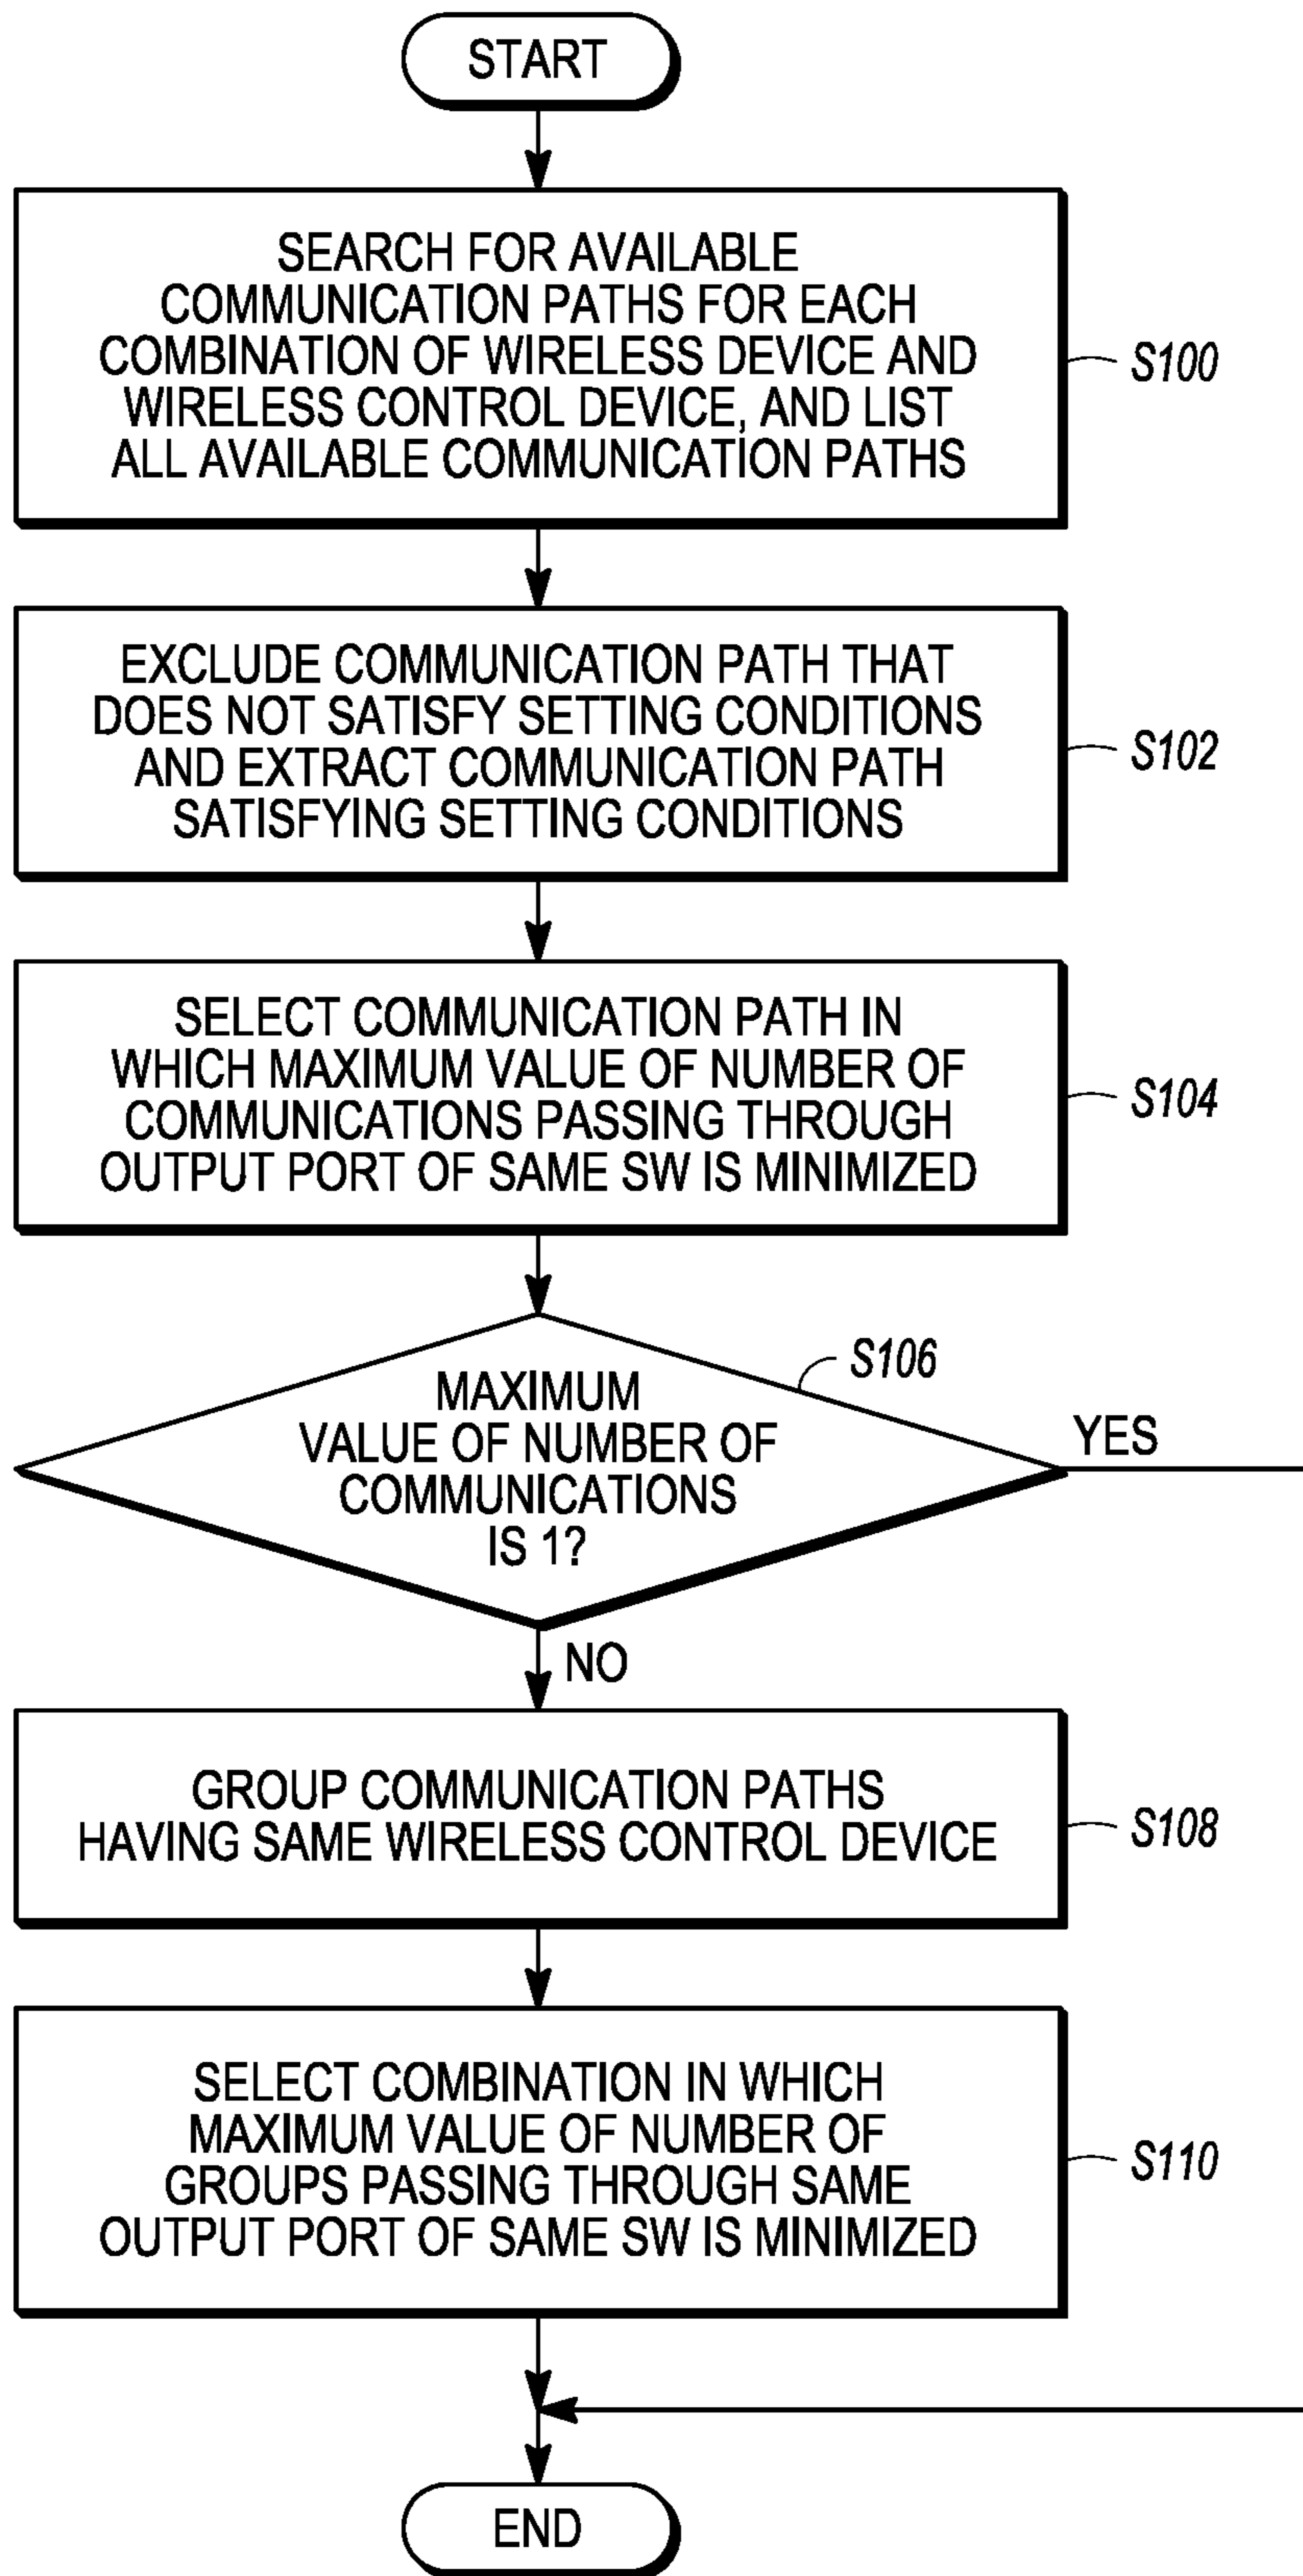 START
SEARCH FOR AVAILABLE
COMMUNICATION PATHS FOR EACH
COMBINATION OF WIRELESS DEVICE AND
WIRELESS CONTROL DEVICE, AND LIST
ALL AVAILABLE COMMUNICATION PATHS
S100
EXCLUDE COMMUNICATION PATH THAT
DOES NOT SATISFY SETTING CONDITIONS
AND EXTRACT COMMUNICATION PATH
SATISFYING SETTING CONDITIONS
S102
SELECT COMMUNICATION PATH IN
WHICH MAXIMUM VALUE OF NUMBER OF
COMMUNICATIONS PASSING THROUGH
OUTPUT PORT OF SAME SW IS MINIMIZED
S104
S106
MAXIMUM
VALUE OF NUMBER OF
COMMUNICATIONS
IS 1?
YES
NO
GROUP COMMUNICATION PATHS
HAVING SAME WIRELESS CONTROL DEVICE
S108
SELECT COMBINATION IN WHICH
MAXIMUM VALUE OF NUMBER OF
GROUPS PASSING THROUGH SAME
OUTPUT PORT OF SAME SW IS MINIMIZED
S110
END